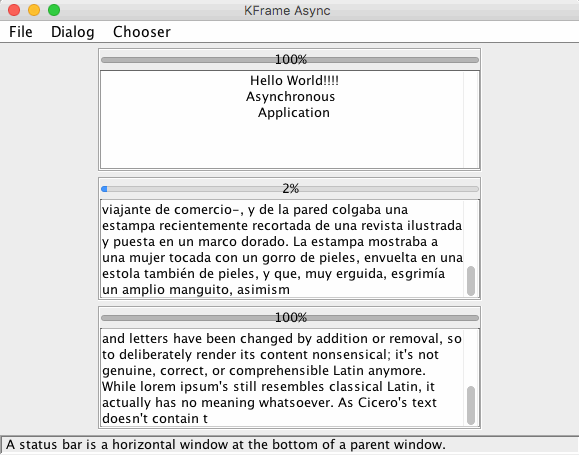 KFrame Async
File Dialog Chooser
100%
Hello World!!!!
Asynchronous
Application
2%
viajante de comercio-, y de la pared colgaba una
estampa recientemente recortada de una revista ilustrada
y puesta en un marco dorado. La estampa mostraba a
una mujer tocada con un gorro de pieles, envuelta en una
estola también de pieles, y que, muy erguida, esgrimía
un amplio manguito, asimism
100%
and letters have been changed by addition or removal, so
to deliberately render its content nonsensical; it's not
genuine, correct, or comprehensible Latin anymore.
While lorem ipsum's still resembles classical Latin, it
actually has no meaning whatsoever. As Cicero's text
doesn't contain t
A status bar is a horizontal window at the bottom of a parent window.